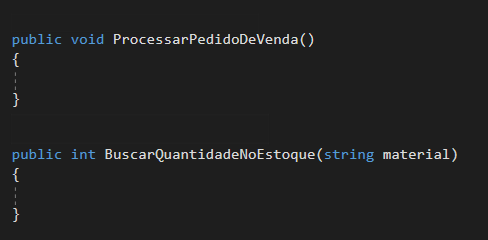 public void ProcessarPedidoDeVenda()
{
}
public int BuscarQuantidadeNoEstoque(string material)
{
}